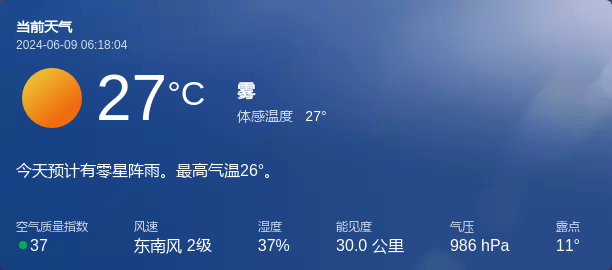 当前天气
2024-06-09 06:18:04
27°C
雾
体感温度 27°
今天预计有零星阵雨。最高气温26°。
空气质量指数 风速 湿度 能见度 气压 露点
37 东南风 2级 37% 30.0 公里 986 hPa 11°